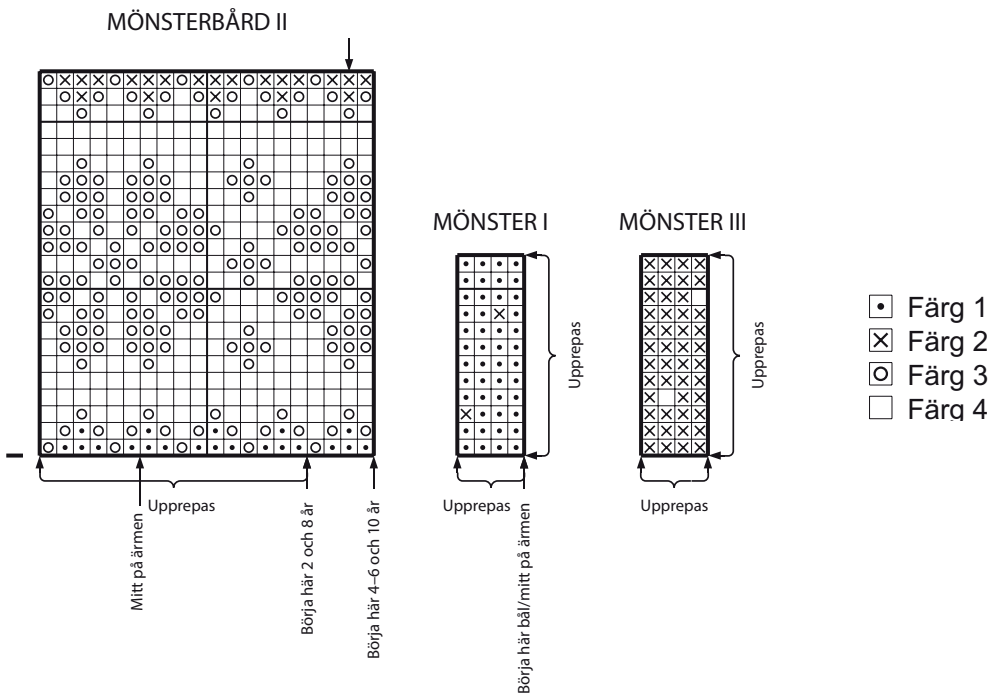 MÖNSTERBÅRD II
MÖNSTER I
MÖNSTER III
Färg 1
Färg 2
Färg 3
Färg 4
Upprepas
Upprepas
Upprepas
Upprepas
Upprepas
Mitt på ärmen
Börja här 2 och 8 år
Börja här 4–6 och 10 år
Börja här bål/mitt på ärmen